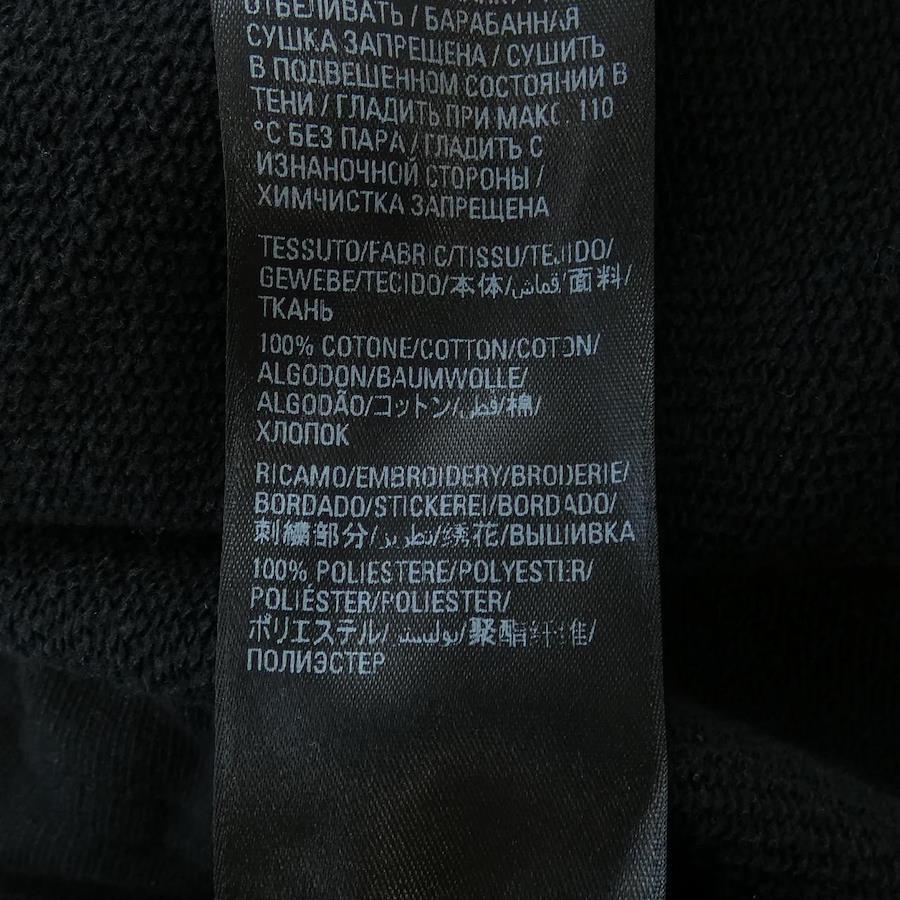 ОТБЕЛИВАТЬ / БАРАБАННАЯ
СУШКА ЗАПРЕЩЕНА / СУШИТЬ
В ПОДВЕШЕННОМ СОСТОЯНИИ В
ТЕНИ / ГЛАДИТЬ ПРИ МАКС. 110
°C БЕЗ ПАРА / ГЛАДИТЬ С
ИЗНАНОЧНОЙ СТОРОНЫ /
ХИМЧИСТКА ЗАПРЕЩЕНА
TESSUTO/FABRIC/TISSU/TEJIDO/
GEWEBE/TECIDO/本体/قماش/面料/
ТКАНЬ
100% COTONE/COTTON/COTON/
ALGODON/BAUMWOLLE/
ALGODÃO/コットン/قطن/棉/
ХЛОПОК
RICAMO/EMBROIDERY/BRODERIE/
BORDADO/STICKEREI/BORDADO/
刺繍部分/تطريز/绣花/ВЫШИВКА
100% POLIESTERE/POLYESTER/
POLIÉSTER/POLIESTER/
ポリエステル/بوليستر/聚酯纤维/
ПОЛИЭСТЕР